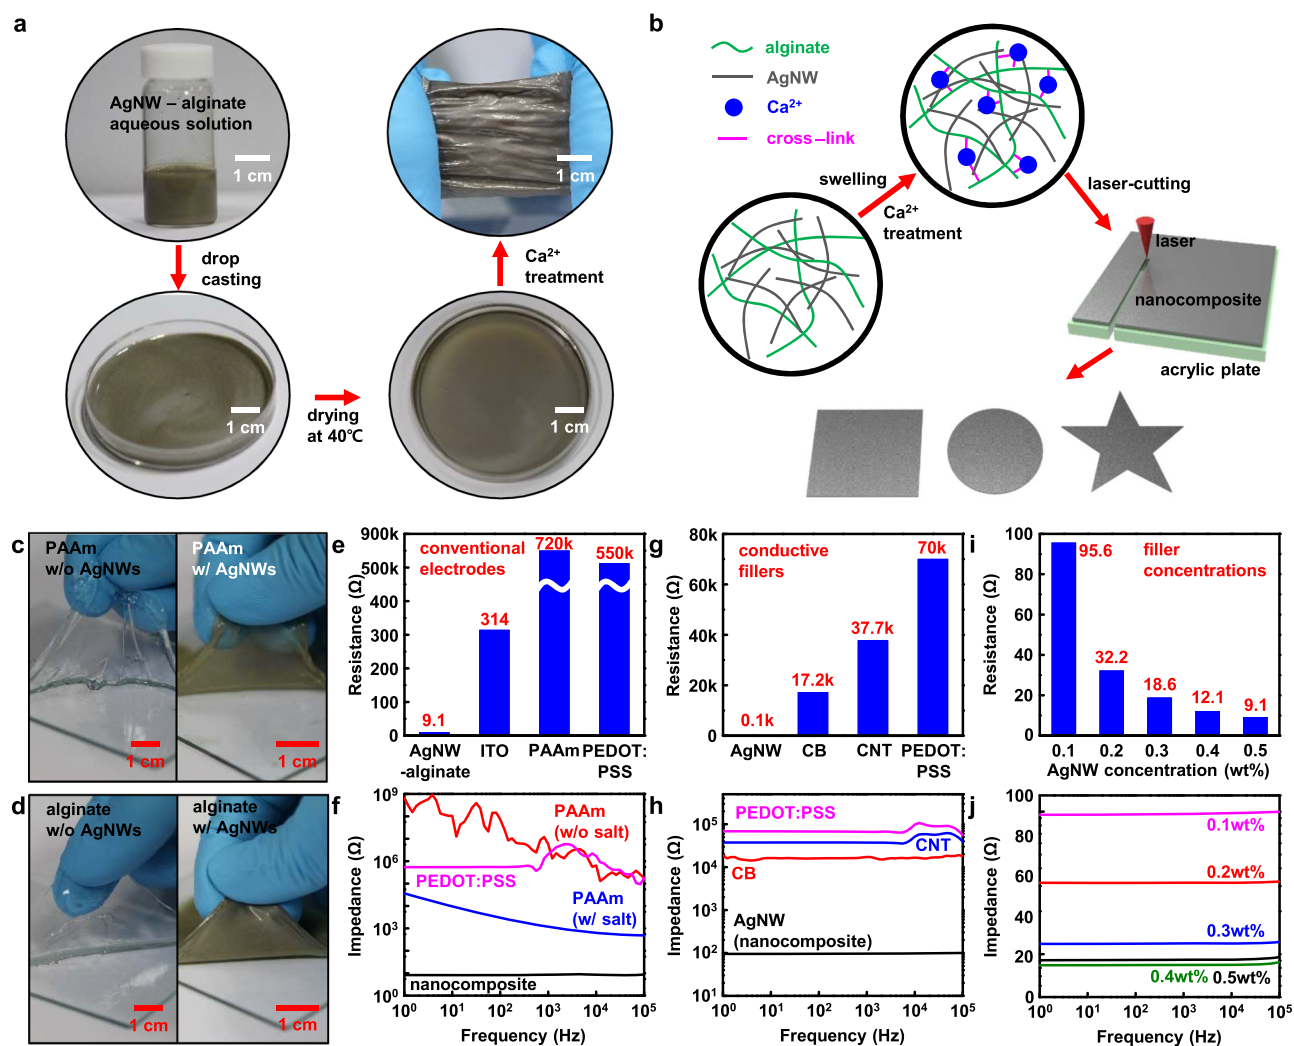 a
AgNW – alginate
aqueous solution
1 cm
1 cm
drop
casting
Ca²⁺
treatment
1 cm
drying
at 40℃
1 cm
b
alginate
AgNW
Ca²⁺
cross–link
swelling
Ca²⁺
treatment
laser-cutting
laser
nanocomposite
acrylic plate
c
PAAm
w/o AgNWs
1 cm
PAAm
w/ AgNWs
1 cm
d
alginate
w/o AgNWs
1 cm
alginate
w/ AgNWs
1 cm
e
conventional
electrodes
Resistance (Ω)
900k
500k
400
300
200
100
0
9.1
314
720k
550k
AgNW
-alginate
ITO
PAAm
PEDOT:
PSS
f
Impedance (Ω)
10⁹
10⁶
10³
10⁰
PAAm
(w/o salt)
PEDOT:PSS
PAAm
(w/ salt)
nanocomposite
10⁰ 10¹ 10² 10³ 10⁴ 10⁵
Frequency (Hz)
g
conductive
fillers
Resistance (Ω)
80k
60k
40k
20k
0
0.1k
17.2k
37.7k
70k
AgNW
CB
CNT
PEDOT:
PSS
h
Impedance (Ω)
10⁵
10⁴
10³
10²
10¹
PEDOT:PSS
CNT
CB
AgNW
(nanocomposite)
10⁰ 10¹ 10² 10³ 10⁴ 10⁵
Frequency (Hz)
i
filler
concentrations
Resistance (Ω)
100
80
60
40
20
0
95.6
32.2
18.6
12.1
9.1
0.1 0.2 0.3 0.4 0.5
AgNW concentration (wt%)
j
Impedance (Ω)
100
80
60
40
20
0
0.1wt%
0.2wt%
0.3wt%
0.4wt%
0.5wt%
10⁰ 10¹ 10² 10³ 10⁴ 10⁵
Frequency (Hz)